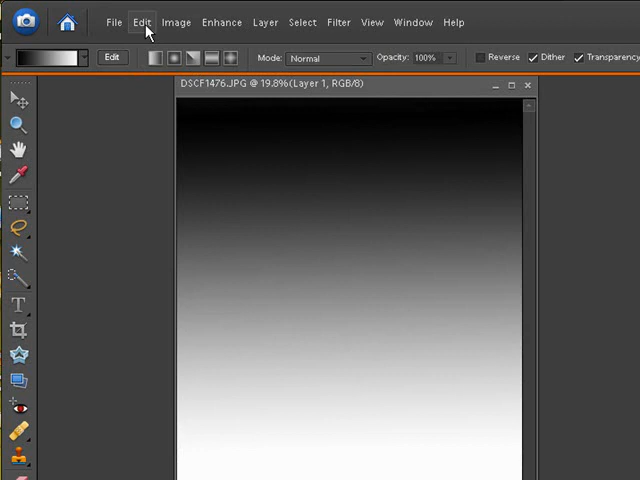 File Edit Image Enhance Layer Select Filter View Window Help
Edit Mode: Normal Opacity: 100% Reverse Dither Transparency
DSCF1476.JPG @ 19.8%(Layer 1, RGB/8)
T